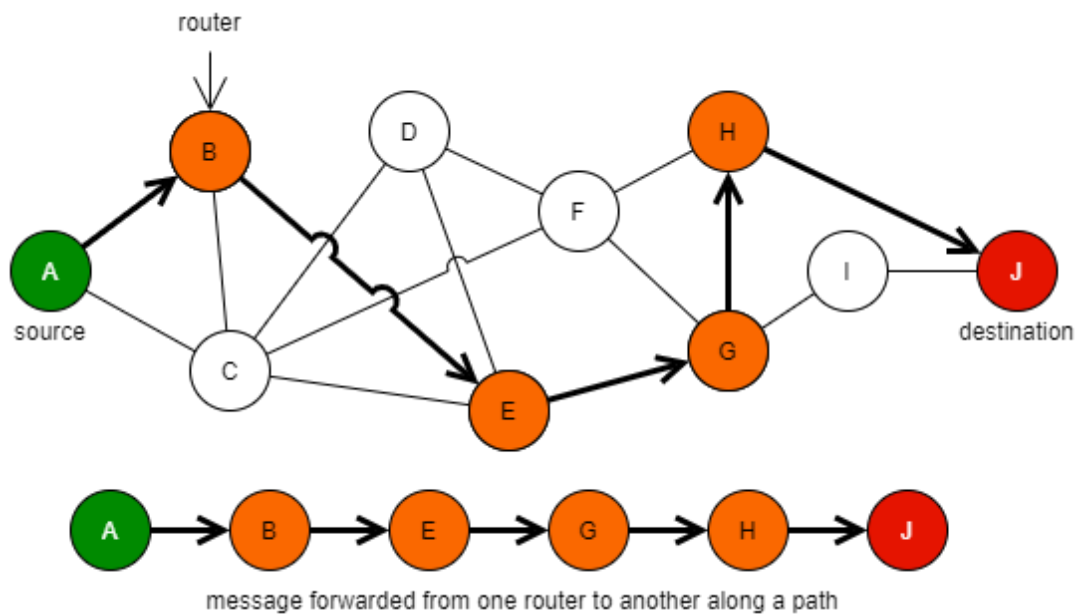 router
B
D
H
F
A
I
J
source
destination
G
C
E
A
B
E
G
H
J
message forwarded from one router to another along a path